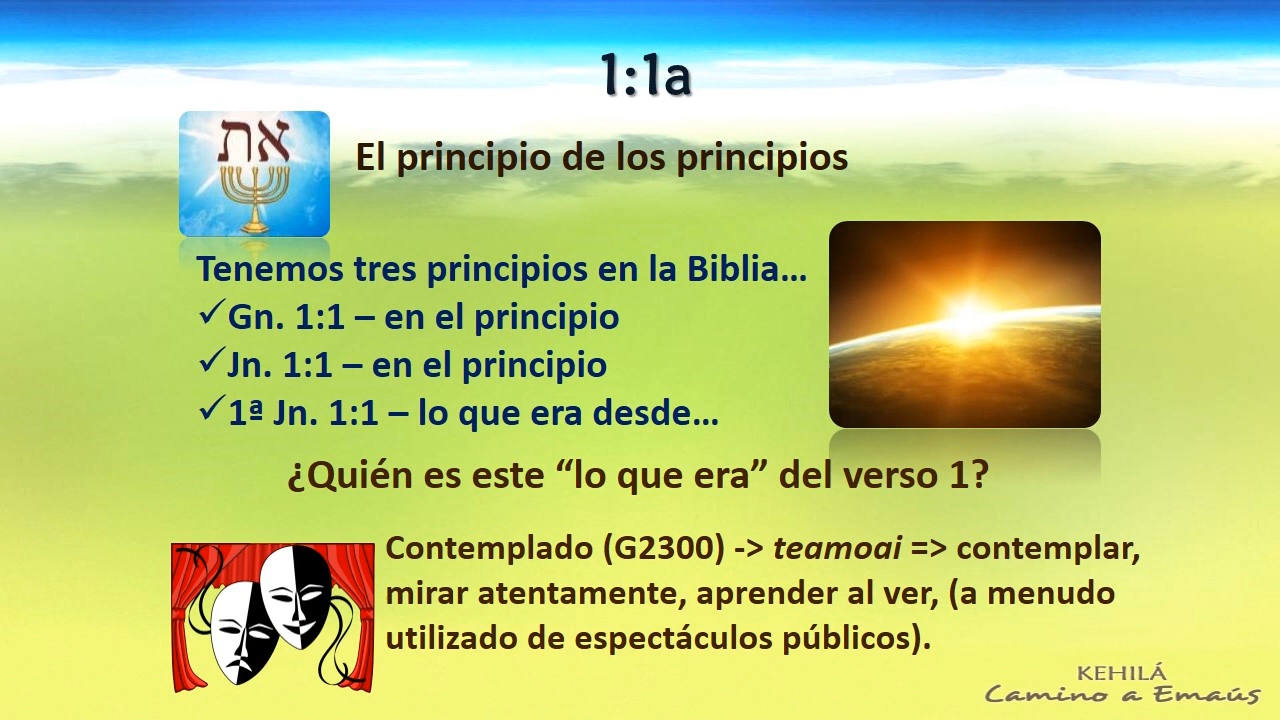 1:1a
את
El principio de los principios
Tenemos tres principios en la Biblia...
✓Gn. 1:1 – en el principio
✓Jn. 1:1 – en el principio
✓1ª Jn. 1:1 – lo que era desde...
¿Quién es este “lo que era” del verso 1?
Contemplado (G2300) -> teamoai => contemplar,
mirar atentamente, aprender al ver, (a menudo
utilizado de espectáculos públicos).
KEHILÁ
Camino a Emaús